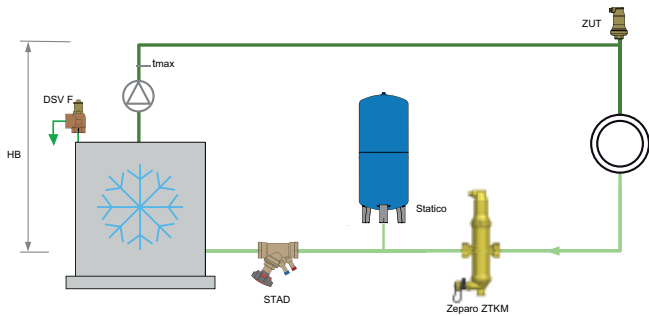 ZUT
tmax
DSV F
HB
Statico
STAD
Zeparo ZTKM